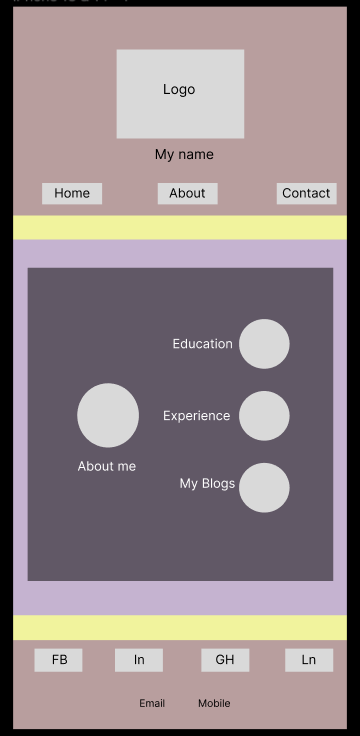 Logo
My name
Home About Contact
Education
Experience
About me
My Blogs
FB In GH Ln
Email Mobile